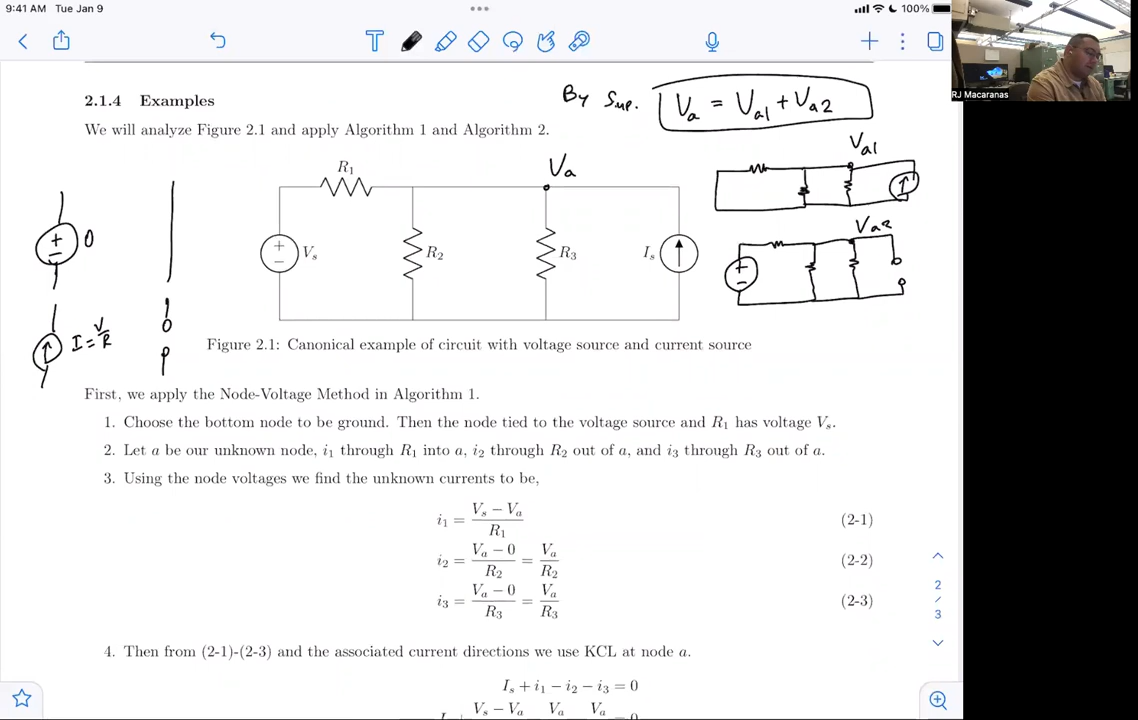 9:41 AM Tue Jan 9
100%
RJ Macaranas
2.1.4 Examples
By Sup. Va = Va1 + Va2
We will analyze Figure 2.1 and apply Algorithm 1 and Algorithm 2.
Va1
R1
Va
Va2
+ 0
−
+
−
Vs
R2
R3
Is
+
−
I = V/R
Figure 2.1: Canonical example of circuit with voltage source and current source
First, we apply the Node-Voltage Method in Algorithm 1.
1. Choose the bottom node to be ground. Then the node tied to the voltage source and R1 has voltage Vs.
2. Let a be our unknown node, i1 through R1 into a, i2 through R2 out of a, and i3 through R3 out of a.
3. Using the node voltages we find the unknown currents to be,
i1 = (Vs − Va)/R1 (2-1)
i2 = (Va − 0)/R2 = Va/R2 (2-2)
i3 = (Va − 0)/R3 = Va/R3 (2-3)
2
/
3
4. Then from (2-1)-(2-3) and the associated current directions we use KCL at node a.
Is + i1 − i2 − i3 = 0
Vs − Va Va Va